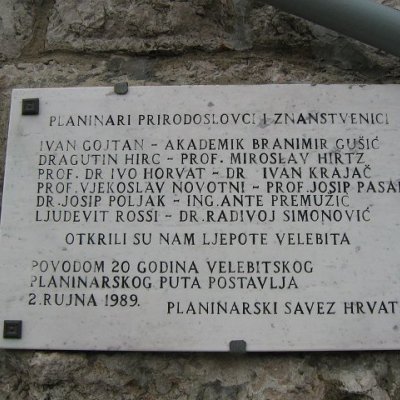 PLANINARI PRIRODOSLOVCI I ZNANSTVENICI
IVAN GOJTAN - AKADEMIK BRANIMIR GUŠIĆ
DRAGUTIN HIRC - PROF. MIROSLAV HIRTZ
PROF. DR IVO HORVAT - DR IVAN KRAJAČ
PROF. VJEKOSLAV NOVOTNI - PROF. JOSIP PASAR
DR. JOSIP POLJAK - ING. ANTE PREMUŽIĆ
LJUDEVIT ROSSI - DR. RADIVOJ SIMONOVIĆ
OTKRILI SU NAM LJEPOTE VELEBITA
POVODOM 20 GODINA VELEBITSKOG
PLANINARSKOG PUTA POSTAVLJA
2. RUJNA 1989. PLANINARSKI SAVEZ HRVAT